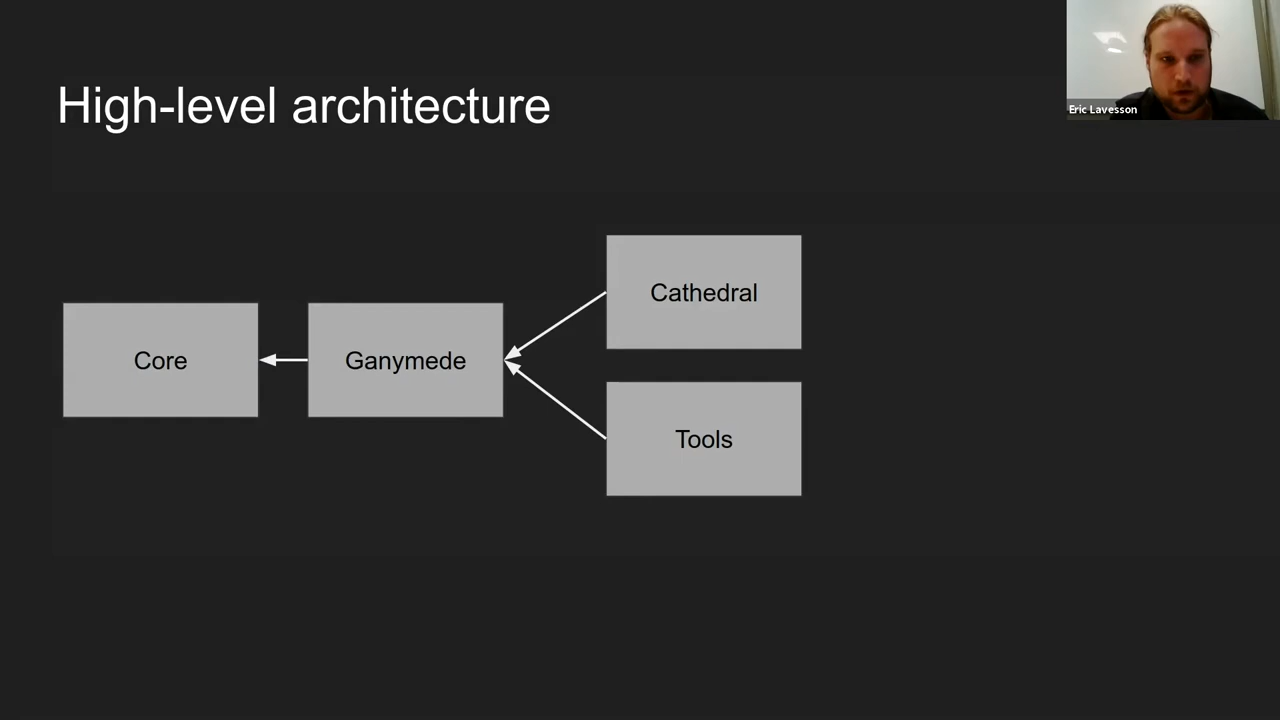 High-level architecture
Eric Lavesson
Cathedral
Core
Ganymede
Tools